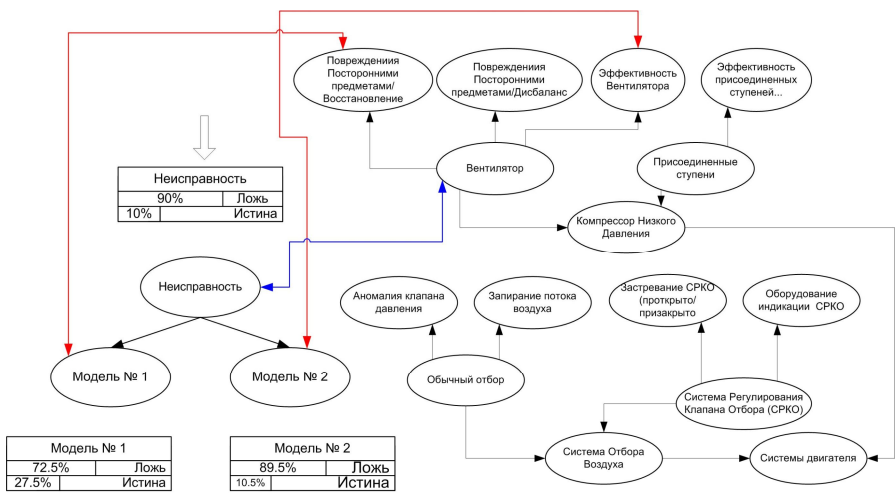 Повреждениия
Посторонними
предметами/
Восстановление
Повреждениия
Посторонними
предметами/Дисбаланс
Эффективность
Вентилятора
Эффективность
присоединенных
ступеней...
Неисправность
90% Ложь
10% Истина
Вентилятор
Присоединенные
ступени
Компрессор Низкого
Давления
Неисправность
Аномалия клапана
давления
Запирание потока
воздуха
Застревание СРКО
(проткрыто/
призакрыто
Оборудование
индикации СРКО
Модель № 1
Модель № 2
Обычный отбор
Система Регулирования
Клапана Отбора (СРКО)
Модель № 1
72.5% Ложь
27.5% Истина
Модель № 2
89.5% Ложь
10.5% Истина
Система Отбора
Воздуха
Системы двигателя